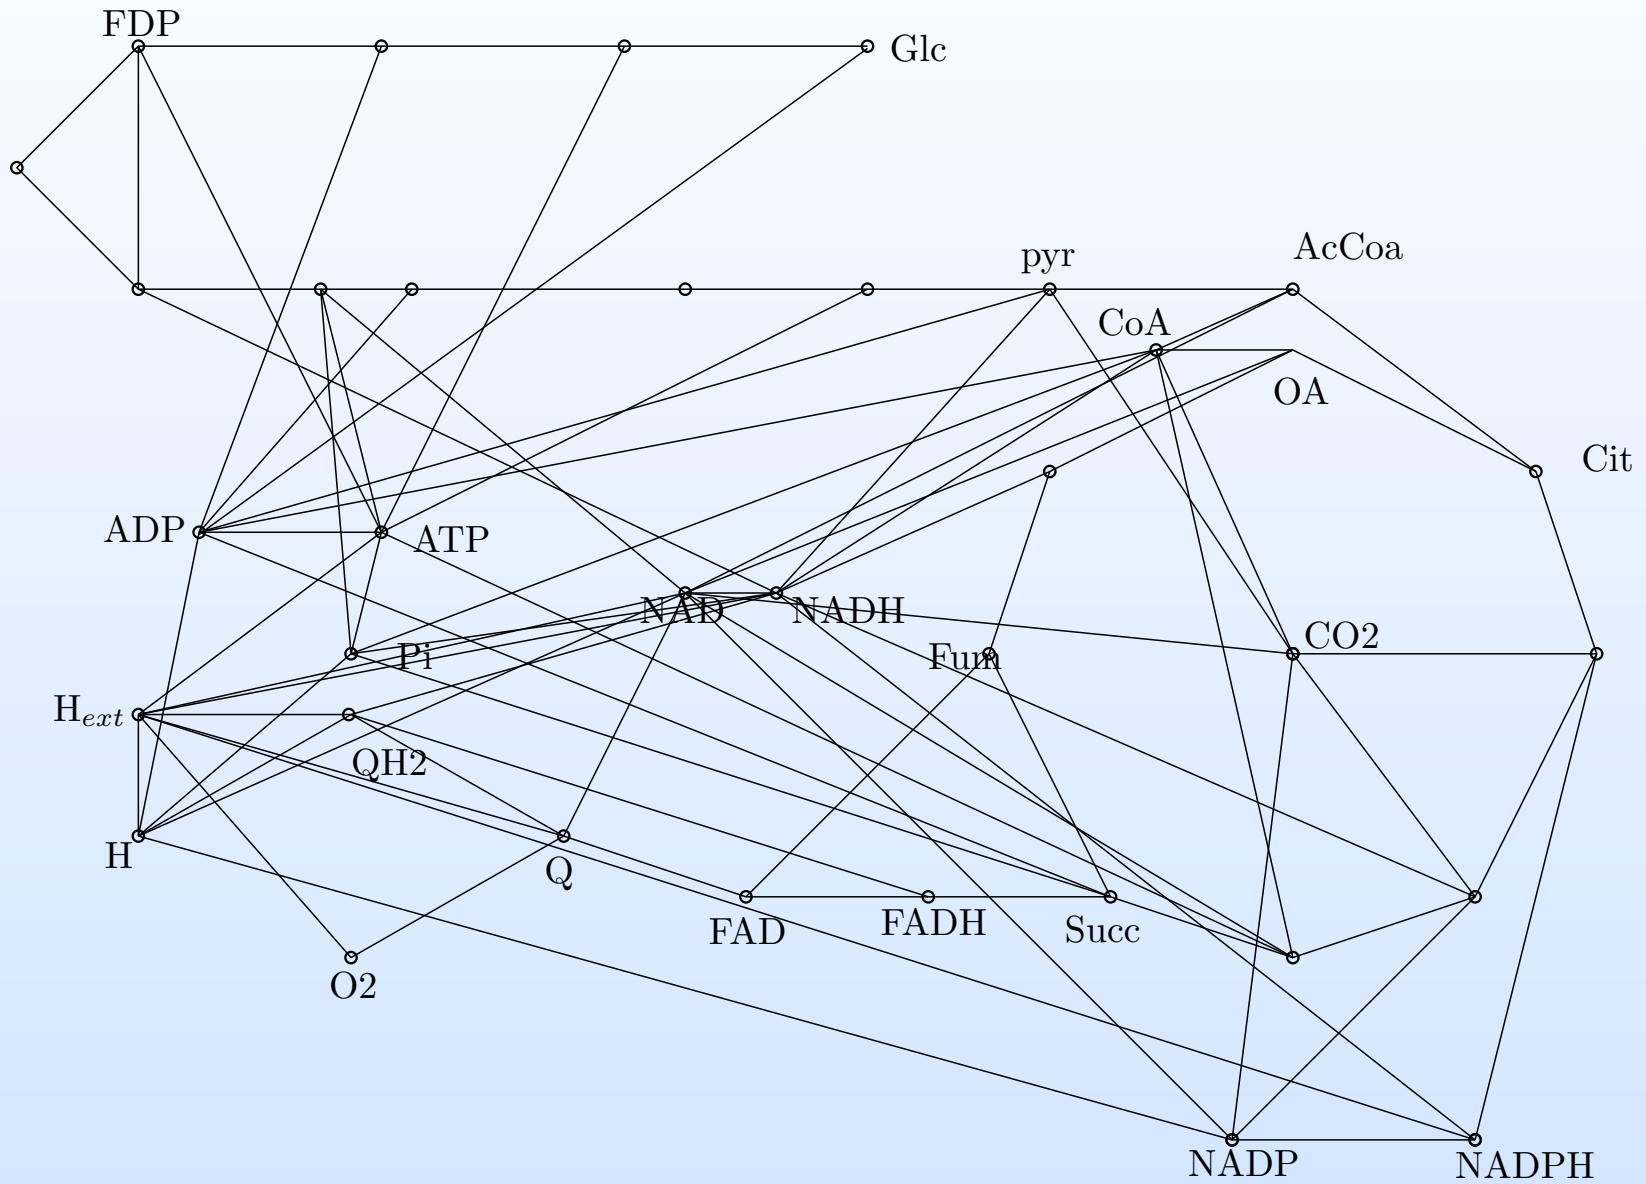 FDP
Glc
AcCoa
pyr
CoA
OA
Cit
ADP
ATP
NAD
NADH
CO2
Pi
Fum
H_ext
QH2
H
Q
FAD
FADH
Succ
O2
NADP
NADPH